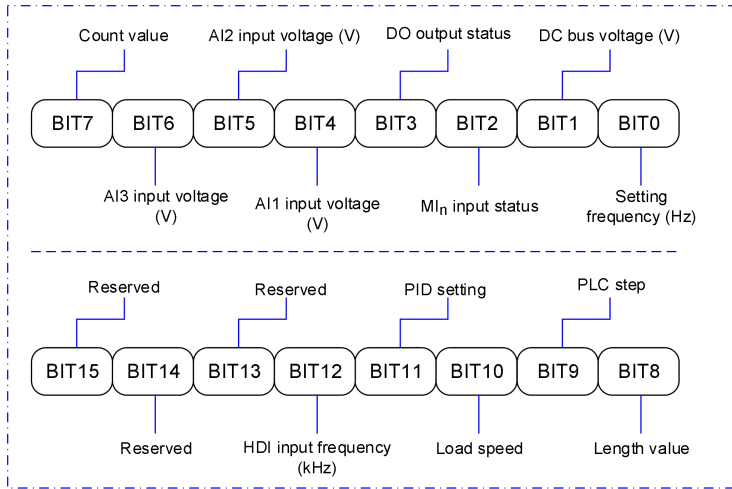 Count value
AI2 input voltage (V)
DO output status
DC bus voltage (V)
BIT7
BIT6
BIT5
BIT4
BIT3
BIT2
BIT1
BIT0
AI3 input voltage
(V)
AI1 input voltage
(V)
MIn input status
Setting
frequency (Hz)
Reserved
Reserved
PID setting
PLC step
BIT15
BIT14
BIT13
BIT12
BIT11
BIT10
BIT9
BIT8
Reserved
HDI input frequency
(kHz)
Load speed
Length value